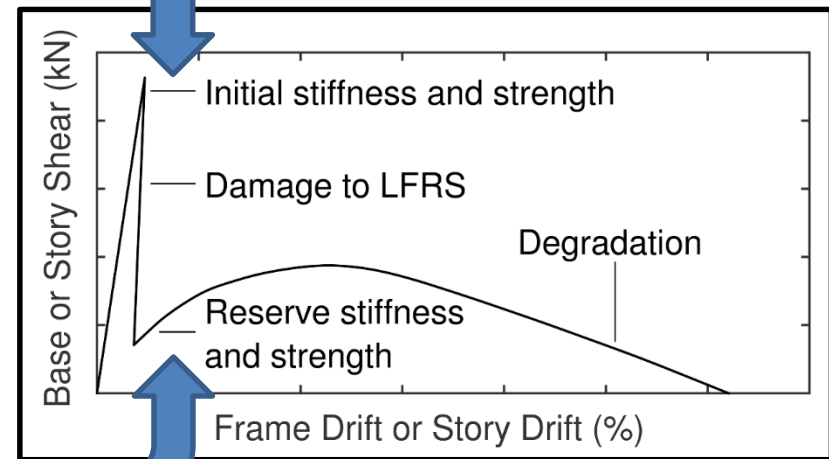 Base or Story Shear (kN)
Initial stiffness and strength
Damage to LFRS
Degradation
Reserve stiffness
and strength
Frame Drift or Story Drift (%)